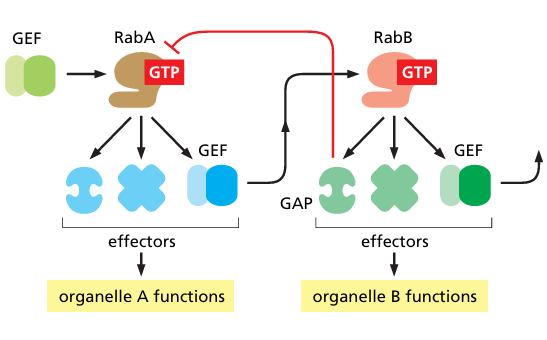 GEF
RabA
GTP
RabB
GTP
GEF
GAP
GEF
effectors
effectors
organelle A functions
organelle B functions